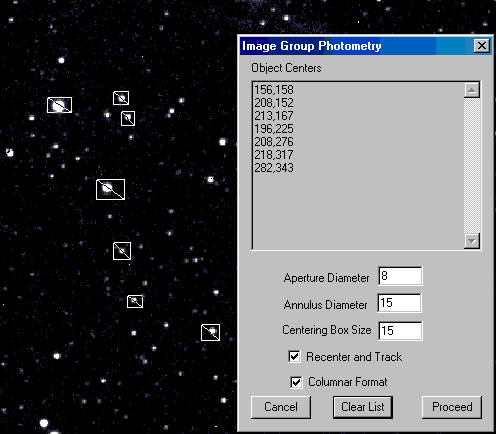 Image Group Photometry
Object Centers
156,158
208,152
213,167
196,225
208,276
218,317
282,343
Aperture Diameter 8
Annulus Diameter 15
Centering Box Size 15
Recenter and Track
Columnar Format
Cancel Clear List Proceed